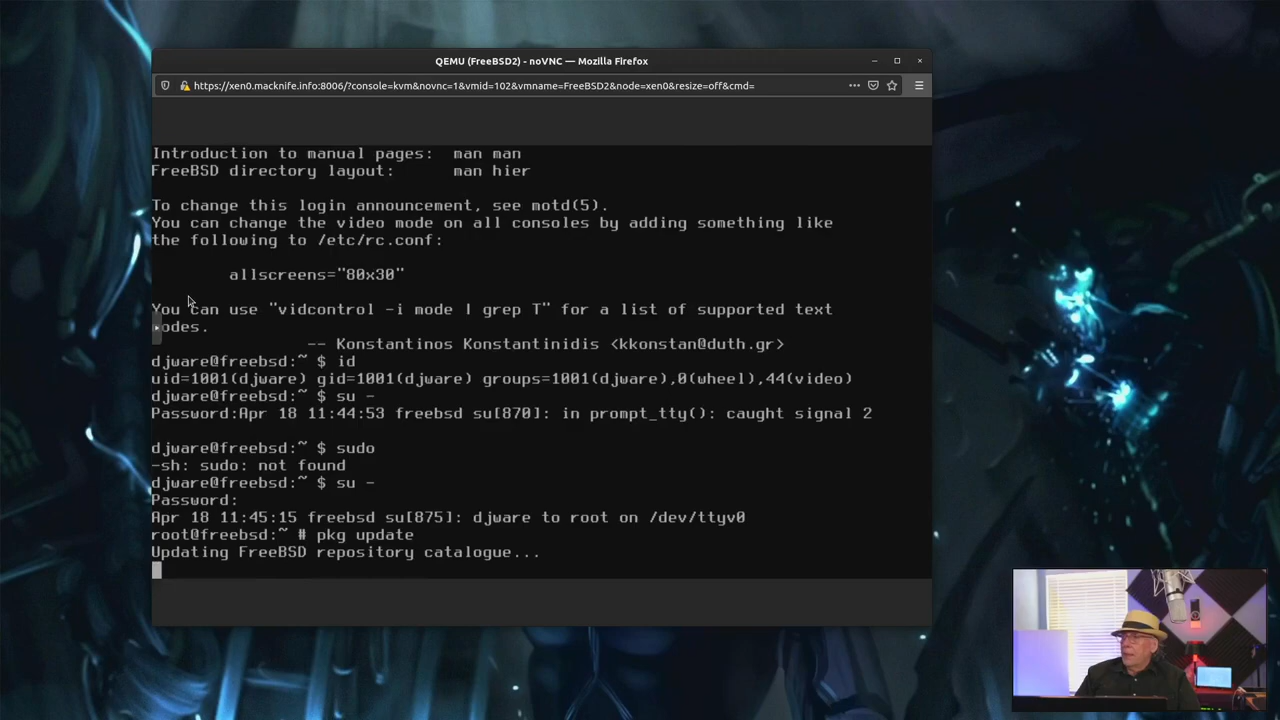 QEMU (FreeBSD2) - noVNC — Mozilla Firefox
https://xen0.macknife.info:8006/?console=kvm&novnc=1&vmid=102&vmname=FreeBSD2&node=xen0&resize=off&cmd=
Introduction to manual pages:  man man
FreeBSD directory layout:      man hier
To change this login announcement, see motd(5).
You can change the video mode on all consoles by adding something like
the following to /etc/rc.conf:
allscreens="80x30"
You can use "vidcontrol -i mode | grep T" for a list of supported text
odes.
-- Konstantinos Konstantinidis <kkonstan@duth.gr>
djware@freebsd:~ $ id
uid=1001(djware) gid=1001(djware) groups=1001(djware),0(wheel),44(video)
djware@freebsd:~ $ su -
Password:Apr 18 11:44:53 freebsd su[870]: in prompt_tty(): caught signal 2
djware@freebsd:~ $ sudo
-sh: sudo: not found
djware@freebsd:~ $ su -
Password:
Apr 18 11:45:15 freebsd su[875]: djware to root on /dev/ttyv0
root@freebsd:~ # pkg update
Updating FreeBSD repository catalogue...